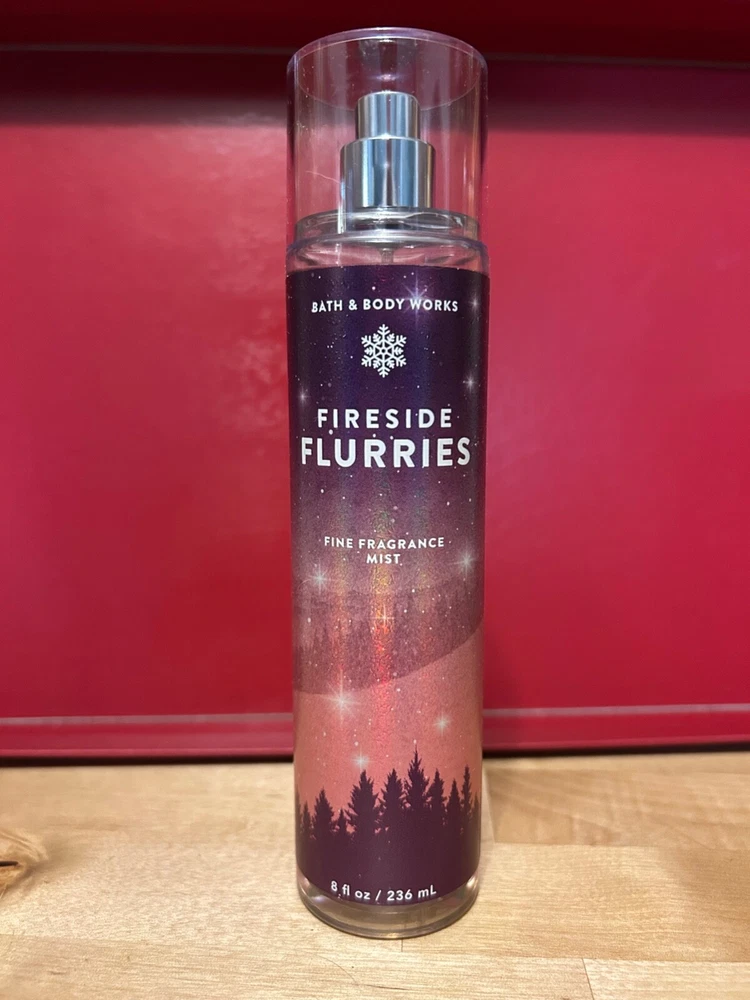 BATH & BODY WORKS
FIRESIDE
FLURRIES
FINE FRAGRANCE
MIST
8 fl oz / 236 mL